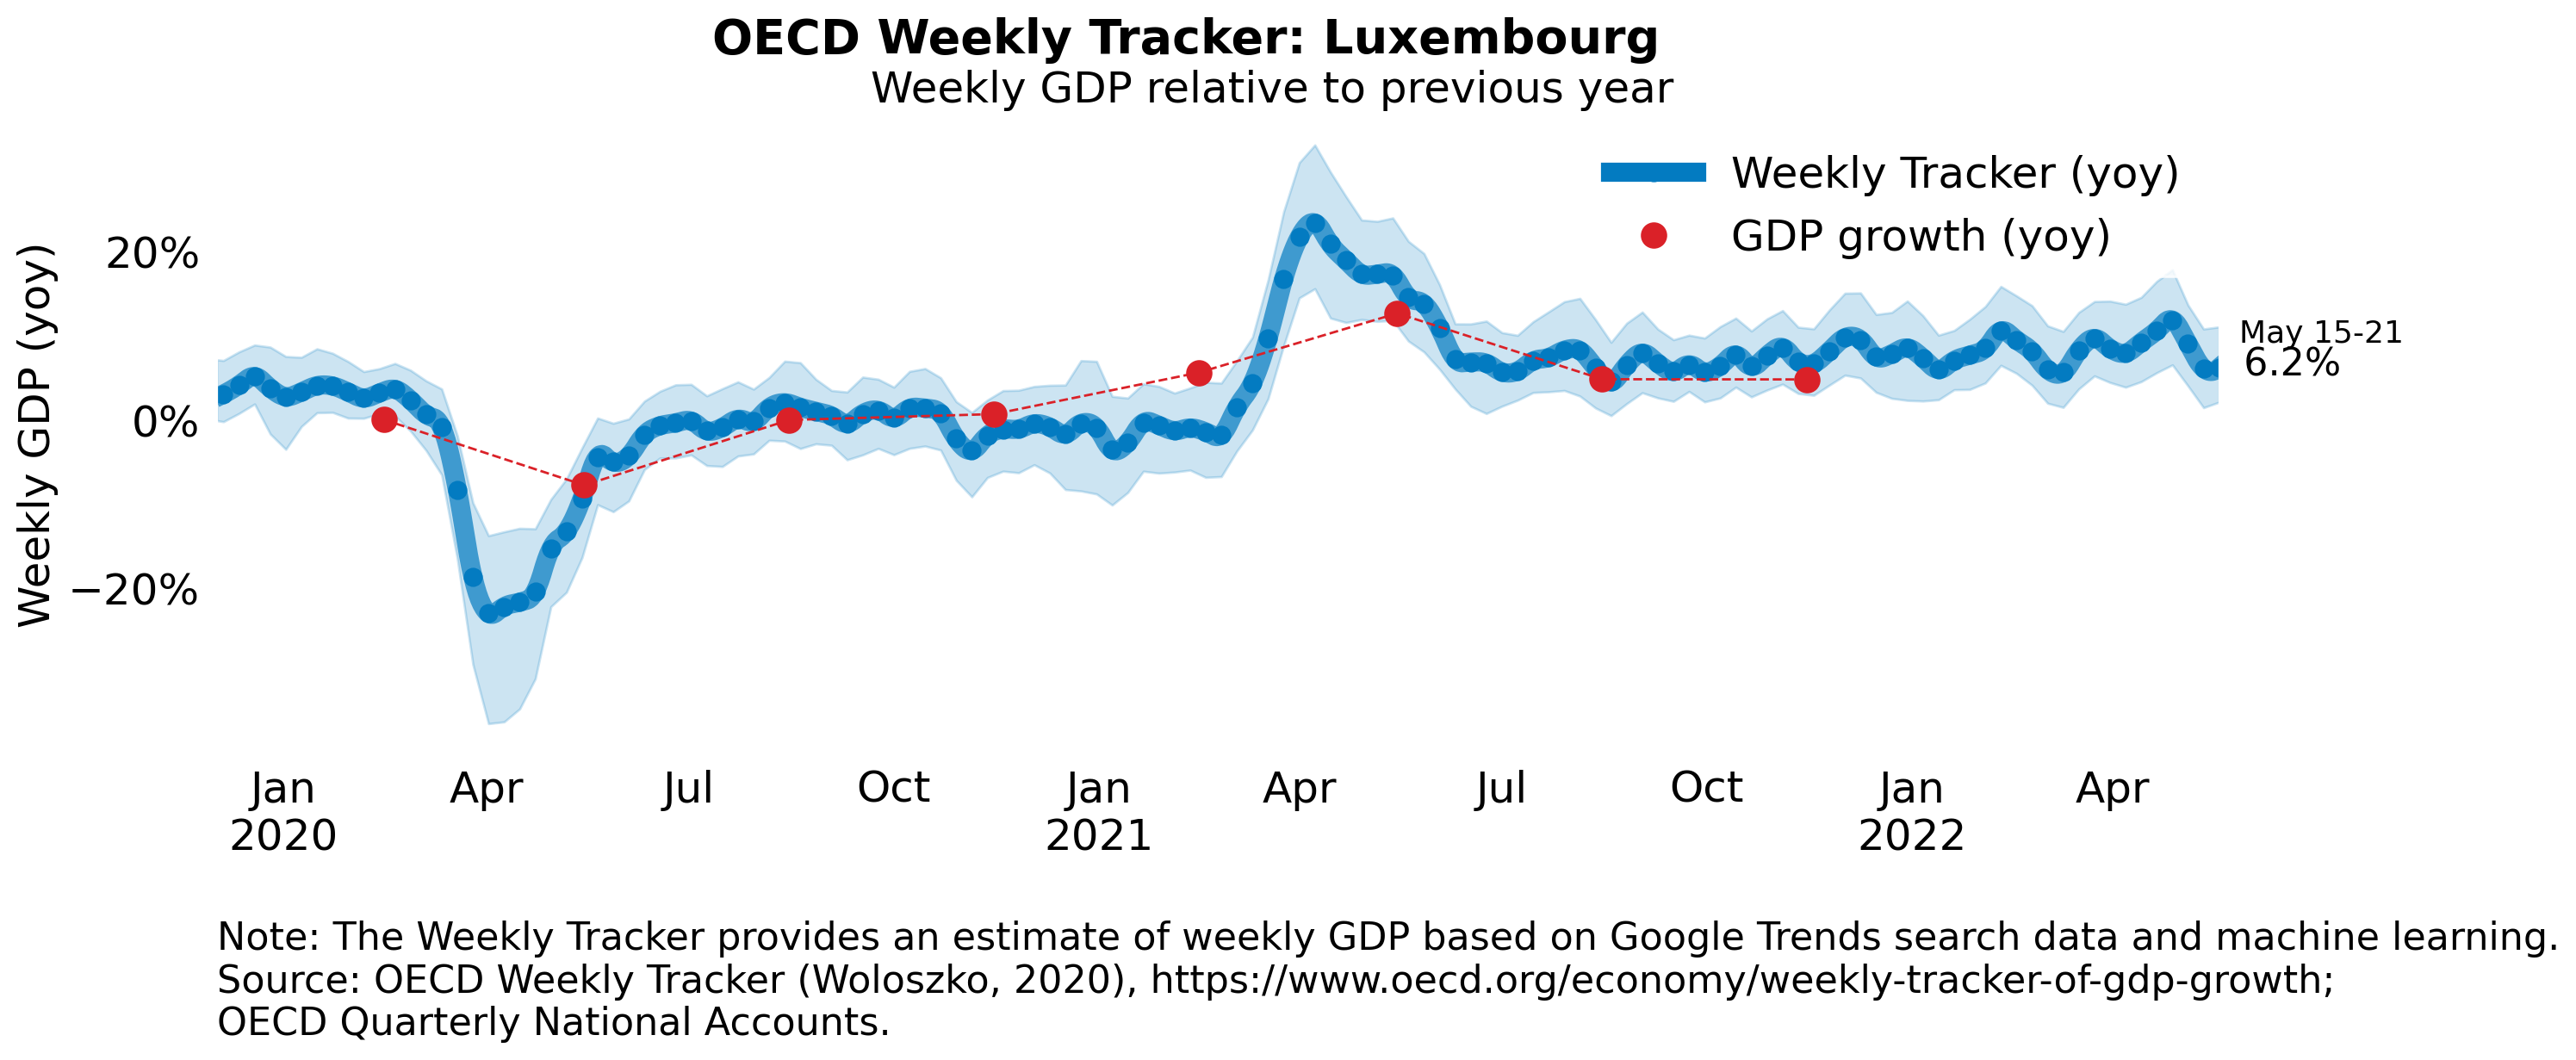 OECD Weekly Tracker: Luxembourg
Weekly GDP relative to previous year
Weekly Tracker (yoy)
GDP growth (yoy)
Weekly GDP (yoy)
20%
0%
−20%
May 15-21
6.2%
Jan Apr Jul Oct Jan Apr Jul Oct Jan Apr
2020 2021 2022
Note: The Weekly Tracker provides an estimate of weekly GDP based on Google Trends search data and machine learning.
Source: OECD Weekly Tracker (Woloszko, 2020), https://www.oecd.org/economy/weekly-tracker-of-gdp-growth;
OECD Quarterly National Accounts.